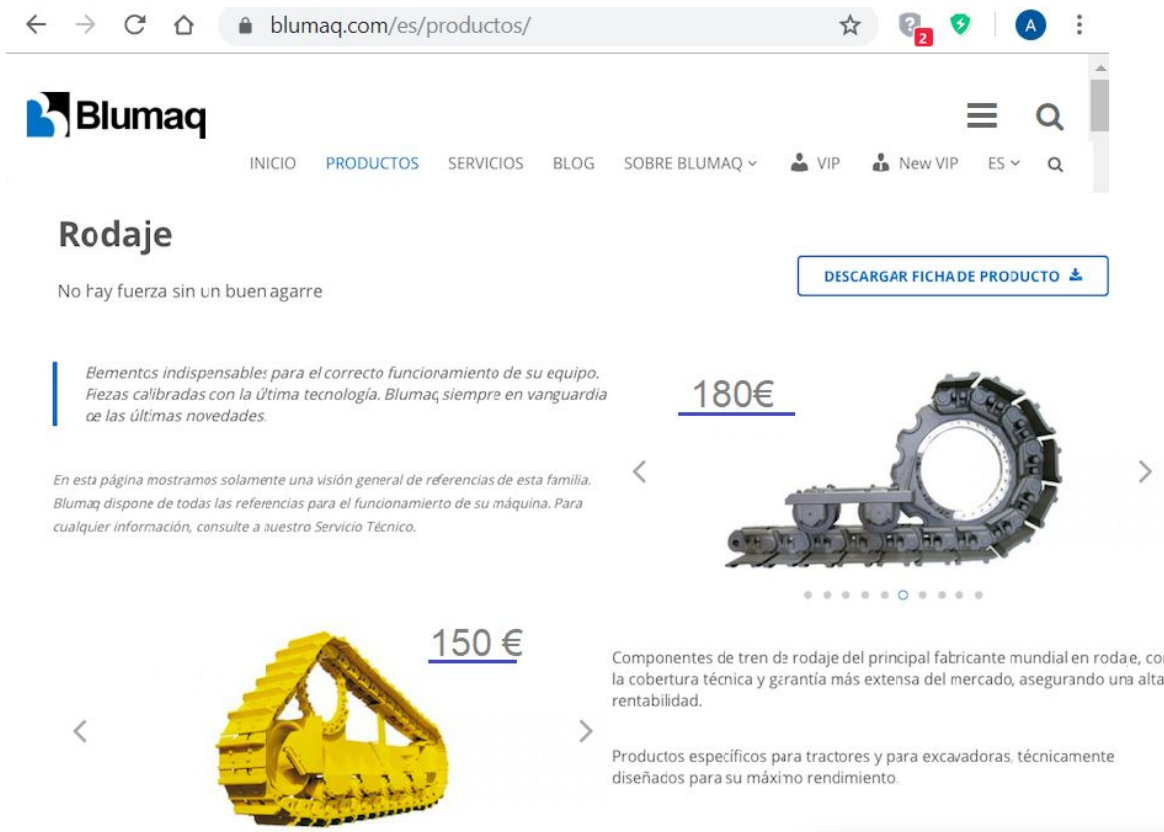 blumaq.com/es/productos/
2
A
Blumaq
INICIO PRODUCTOS SERVICIOS BLOG SOBRE BLUMAQ VIP New VIP ES
Rodaje
DESCARGAR FICHA DE PRODUCTO
No hay fuerza sin un buen agarre
Elementos indispensables para el correcto funcionamiento de su equipo.
Piezas calibradas con la última tecnología. Blumaq siempre en vanguardia
de las últimas novedades.
180€
En esta página mostramos solamente una visión general de referencias de esta familia.
Blumaq dispone de todas las referencias para el funcionamiento de su máquina. Para
cualquier información, consulte a nuestro Servicio Técnico.
150 €
Componentes de tren de rodaje del principal fabricante mundial en rodaje, con
la cobertura técnica y garantía más extensa del mercado, asegurando una alta
rentabilidad.
Productos específicos para tractores y para excavadoras, técnicamente
diseñados para su máximo rendimiento.